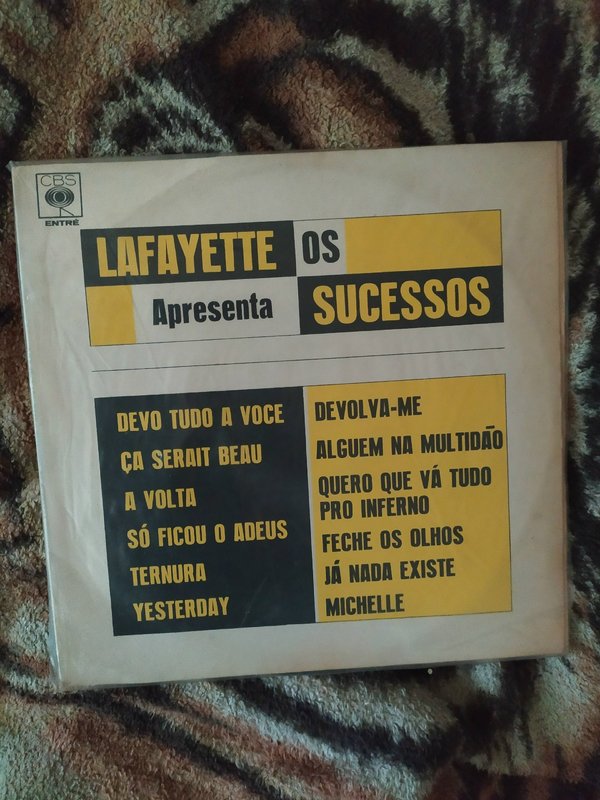 CBS
ENTRÉ
LAFAYETTE OS
Apresenta SUCESSOS
DEVO TUDO A VOCE
ÇA SERAIT BEAU
A VOLTA
SÓ FICOU O ADEUS
TERNURA
YESTERDAY
DEVOLVA-ME
ALGUEM NA MULTIDÃO
QUERO QUE VÁ TUDO
PRO INFERNO
FECHE OS OLHOS
JÁ NADA EXISTE
MICHELLE